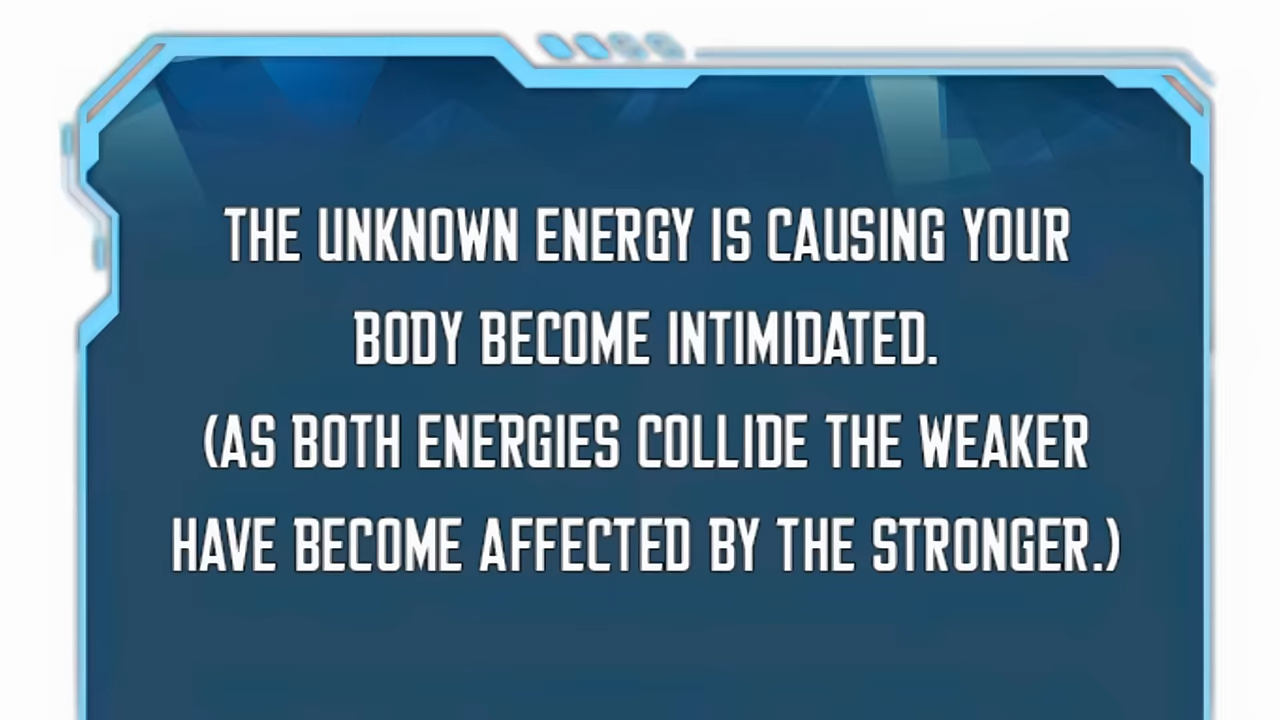 THE UNKNOWN ENERGY IS CAUSING YOUR
BODY BECOME INTIMIDATED.
(AS BOTH ENERGIES COLLIDE THE WEAKER
HAVE BECOME AFFECTED BY THE STRONGER.)